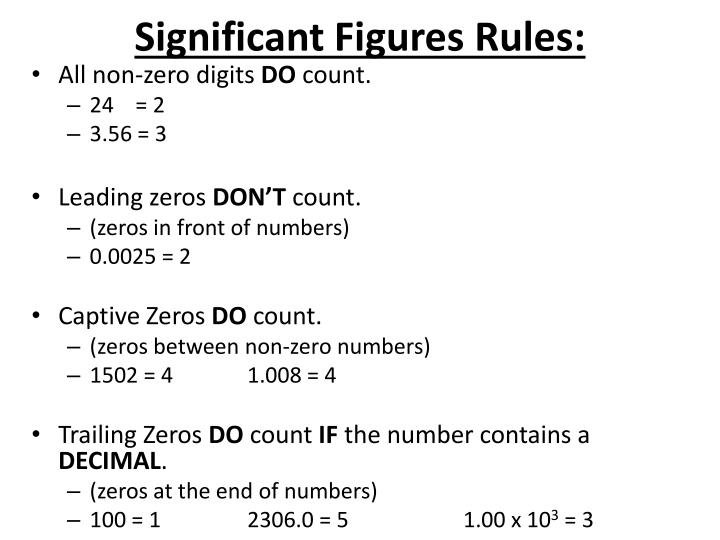 Significant Figures Rules:
• All non-zero digits DO count.
– 24 = 2
– 3.56 = 3
• Leading zeros DON’T count.
– (zeros in front of numbers)
– 0.0025 = 2
• Captive Zeros DO count.
– (zeros between non-zero numbers)
– 1502 = 4 1.008 = 4
• Trailing Zeros DO count IF the number contains a
DECIMAL.
– (zeros at the end of numbers)
– 100 = 1 2306.0 = 5 1.00 x 10³ = 3